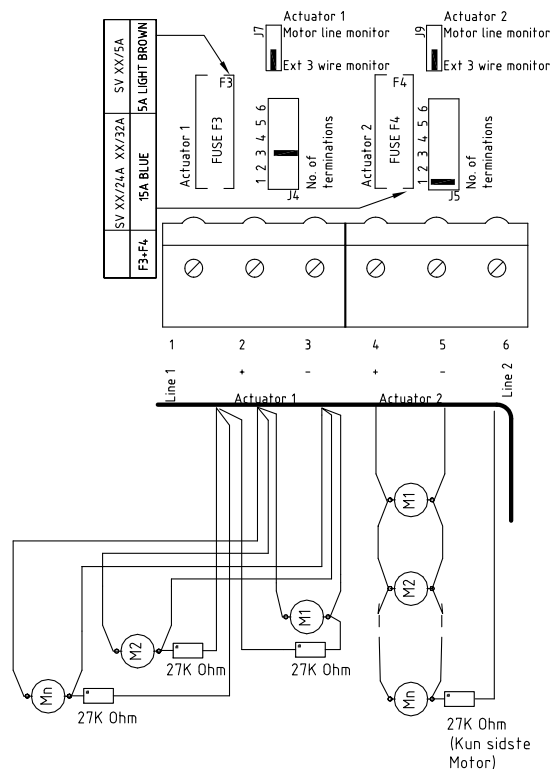 Actuator 1
Motor line monitor
Ext 3 wire monitor
J7
Actuator 2
Motor line monitor
Ext 3 wire monitor
J9
SV XX/5A
5A LIGHT BROWN
SV XX/24A XX/32A
15A BLUE
F3+F4
Actuator 1
FUSE F3
F3
1 2 3 4 5 6
J4
No. of
terminations
Actuator 2
FUSE F4
F4
1 2 3 4 5 6
J5
No. of
terminations
1 2 3 4 5 6
+ - + -
Line 1
Actuator 1
Actuator 2
Line 2
M1
M2
M1
M2
27K Ohm
27K Ohm
Mn
27K Ohm
Mn
27K Ohm
(Kun sidste
Motor)